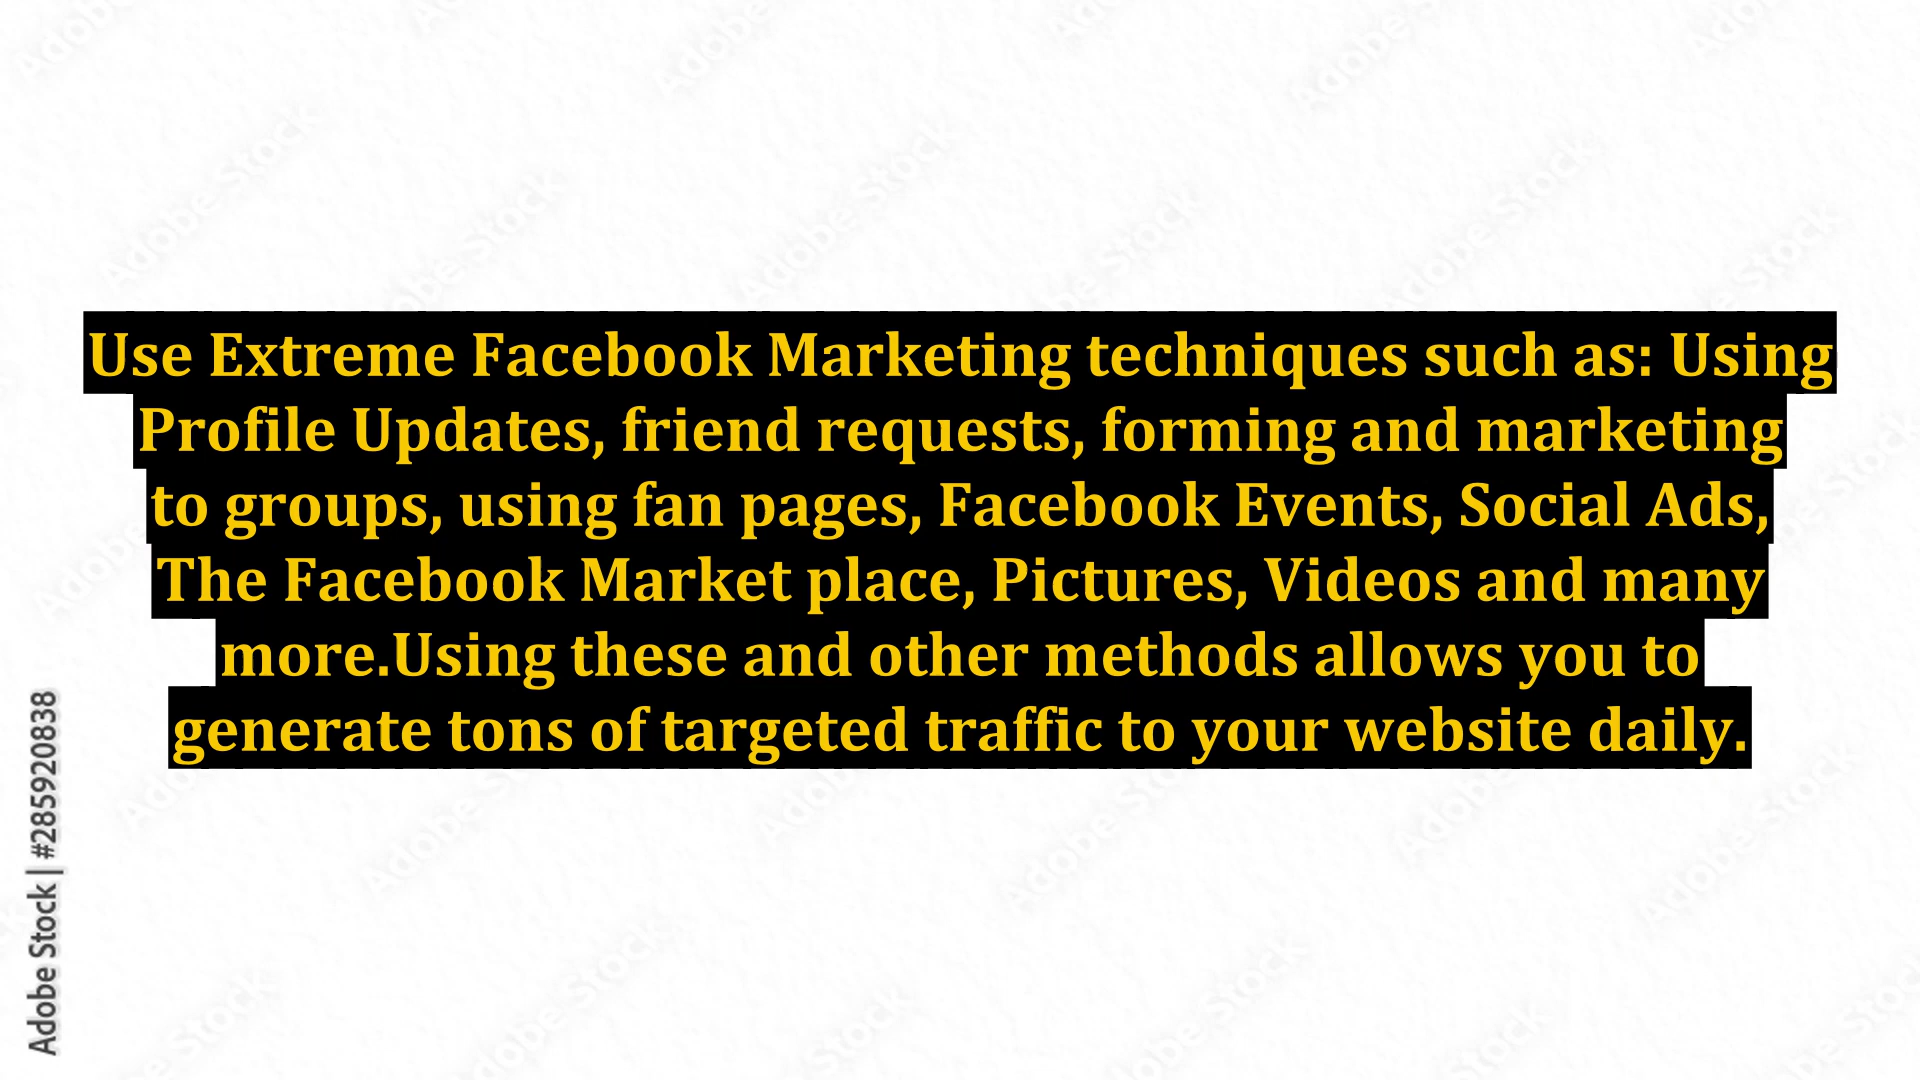 Use Extreme Facebook Marketing techniques such as: Using
Profile Updates, friend requests, forming and marketing
to groups, using fan pages, Facebook Events, Social Ads,
The Facebook Market place, Pictures, Videos and many
more.Using these and other methods allows you to
generate tons of targeted traffic to your website daily.
Adobe Stock | #285920838